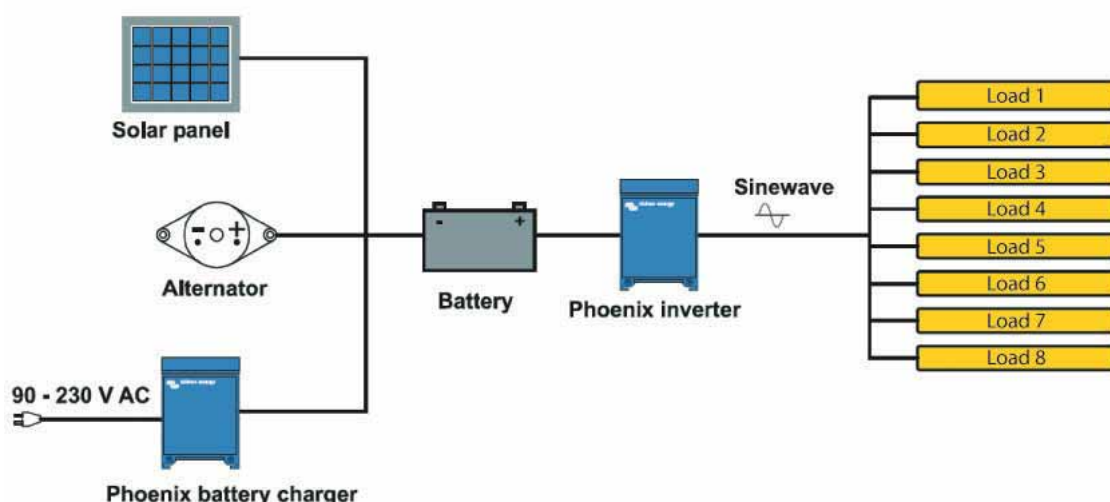 Solar panel
Alternator
90 - 230 V AC
Phoenix battery charger
- +
Battery
Phoenix inverter
Sinewave
Load 1
Load 2
Load 3
Load 4
Load 5
Load 6
Load 7
Load 8